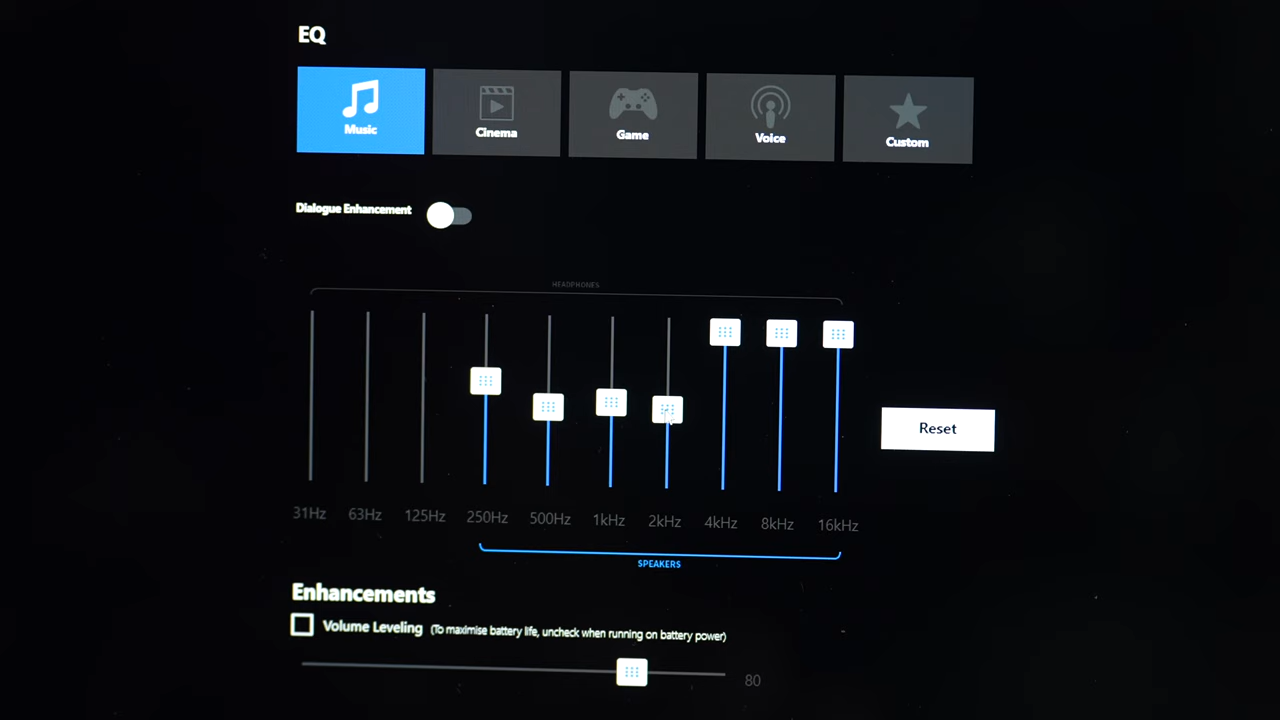 EQ
Music
Cinema
Game
Voice
Custom
Dialogue Enhancement
HEADPHONES
Reset
31Hz
63Hz
125Hz
250Hz
500Hz
1kHz
2kHz
4kHz
8kHz
16kHz
SPEAKERS
Enhancements
Volume Leveling (To maximise battery life, uncheck when running on battery power)
80